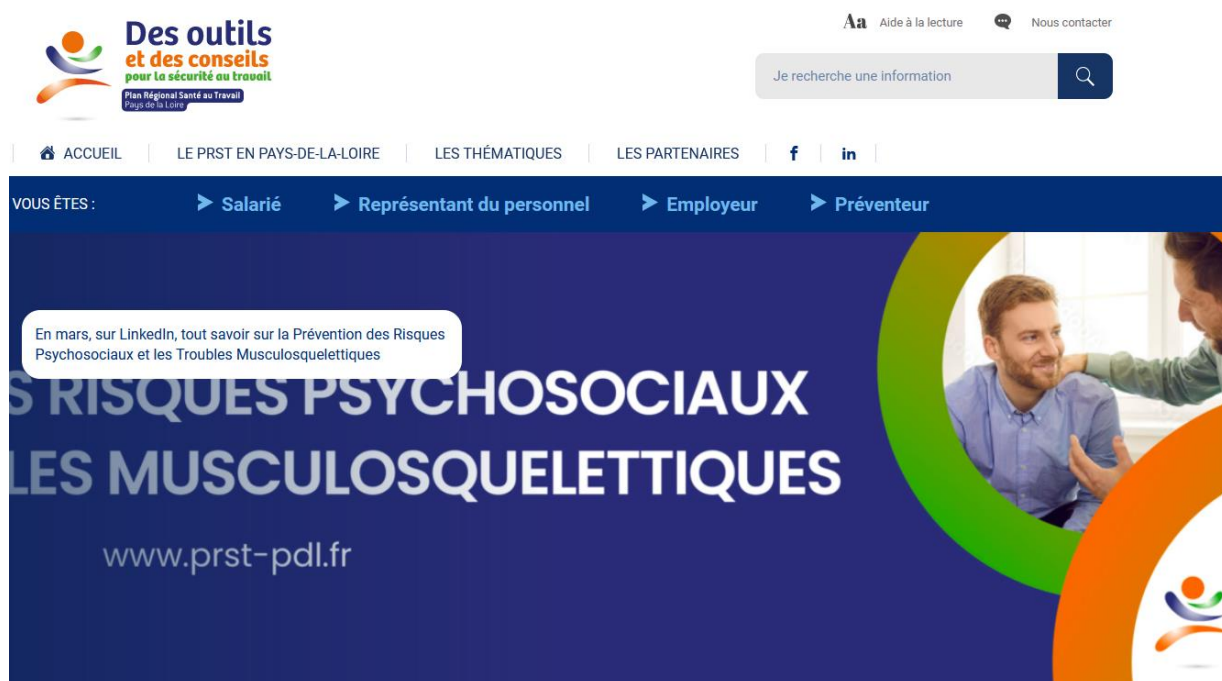 Des outils
et des conseils
pour la sécurité au travail
Plan Régional Santé au Travail
Pays de la Loire
Aa Aide à la lecture
Nous contacter
Je recherche une information
ACCUEIL
LE PRST EN PAYS-DE-LA-LOIRE
LES THÉMATIQUES
LES PARTENAIRES
f
in
VOUS ÊTES :
Salarié
Représentant du personnel
Employeur
Préventeur
En mars, sur LinkedIn, tout savoir sur la Prévention des Risques
Psychosociaux et les Troubles Musculosquelettiques
S RISQUES PSYCHOSOCIAUX
LES MUSCULOSQUELETTIQUES
www.prst-pdl.fr